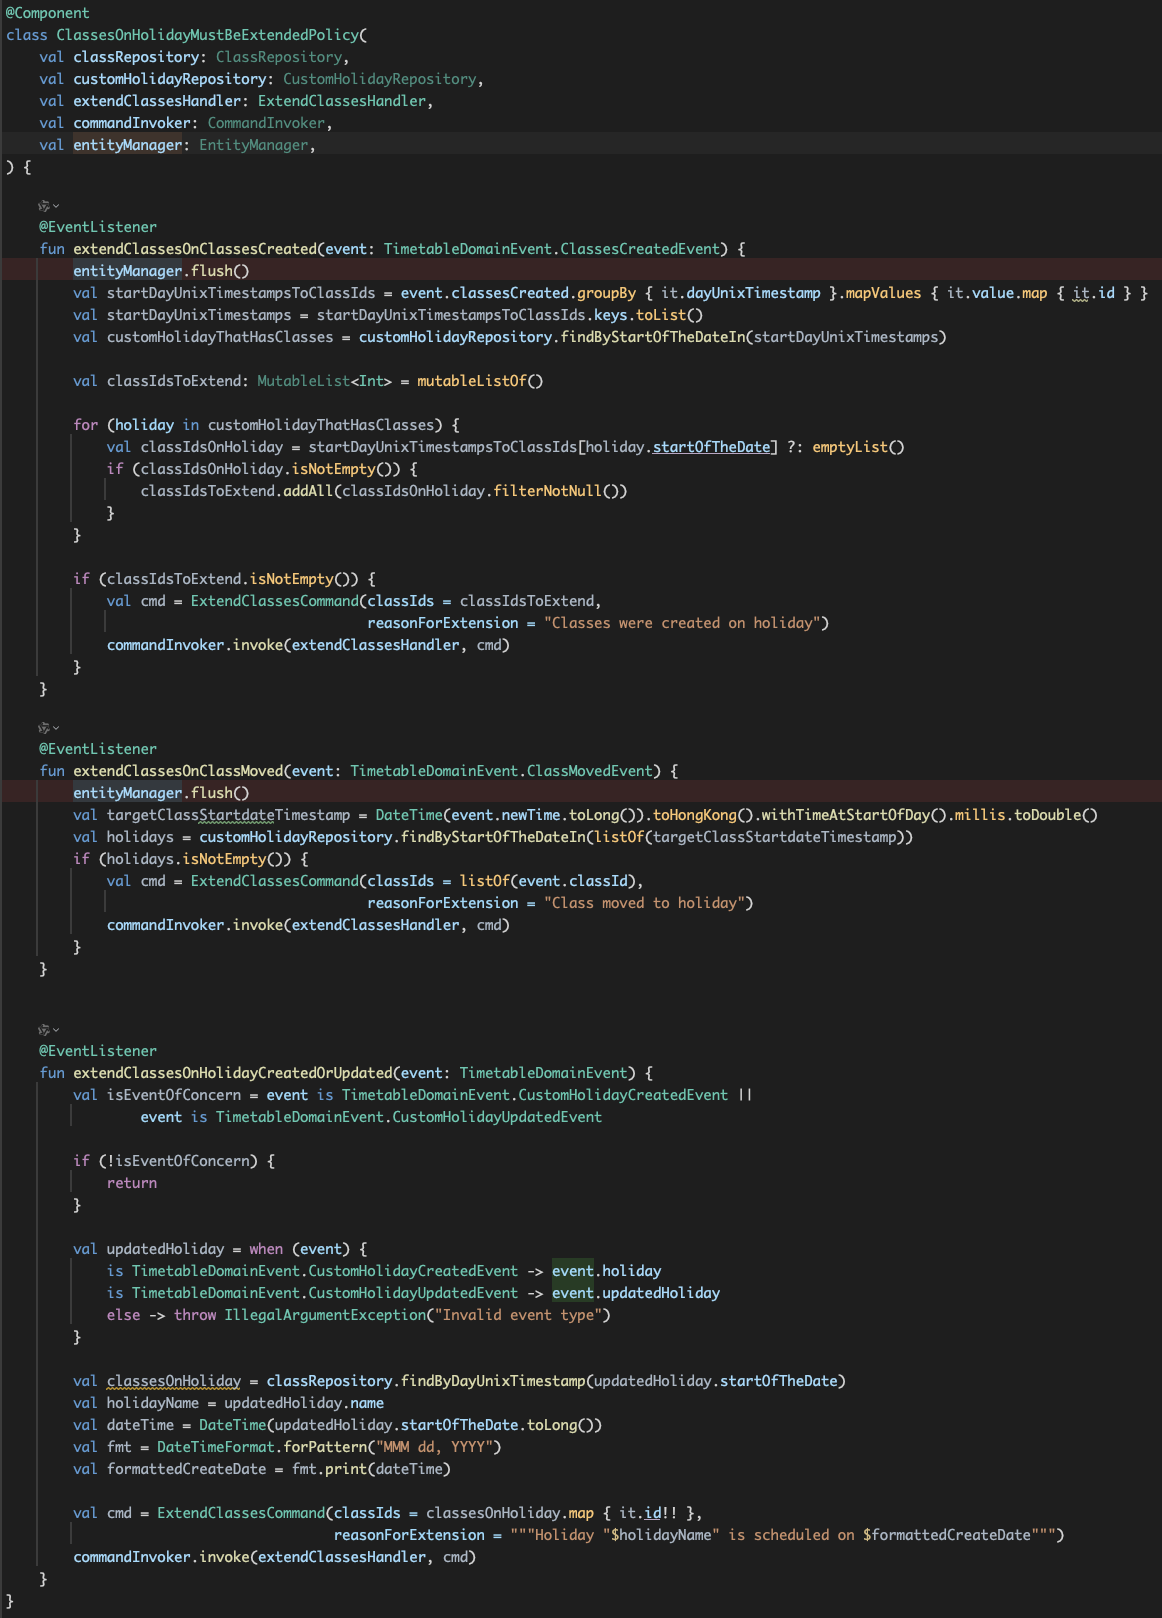 @Component
class ClassesOnHolidayMustBeExtendedPolicy(
    val classRepository: ClassRepository,
    val customHolidayRepository: CustomHolidayRepository,
    val extendClassesHandler: ExtendClassesHandler,
    val commandInvoker: CommandInvoker,
    val entityManager: EntityManager,
) {
    @EventListener
    fun extendClassesOnClassesCreated(event: TimetableDomainEvent.ClassesCreatedEvent) {
        entityManager.flush()
        val startDayUnixTimestampsToClassIds = event.classesCreated.groupBy { it.dayUnixTimestamp }.mapValues { it.value.map { it.id } }
        val startDayUnixTimestamps = startDayUnixTimestampsToClassIds.keys.toList()
        val customHolidayThatHasClasses = customHolidayRepository.findByStartOfTheDateIn(startDayUnixTimestamps)
        val classIdsToExtend: MutableList<Int> = mutableListOf()
        for (holiday in customHolidayThatHasClasses) {
            val classIdsOnHoliday = startDayUnixTimestampsToClassIds[holiday.startOfTheDate] ?: emptyList()
            if (classIdsOnHoliday.isNotEmpty()) {
                classIdsToExtend.addAll(classIdsOnHoliday.filterNotNull())
            }
        }
        if (classIdsToExtend.isNotEmpty()) {
            val cmd = ExtendClassesCommand(classIds = classIdsToExtend,
                                           reasonForExtension = "Classes were created on holiday")
            commandInvoker.invoke(extendClassesHandler, cmd)
        }
    }
    @EventListener
    fun extendClassesOnClassMoved(event: TimetableDomainEvent.ClassMovedEvent) {
        entityManager.flush()
        val targetClassStartdateTimestamp = DateTime(event.newTime.toLong()).toHongKong().withTimeAtStartOfDay().millis.toDouble()
        val holidays = customHolidayRepository.findByStartOfTheDateIn(listOf(targetClassStartdateTimestamp))
        if (holidays.isNotEmpty()) {
            val cmd = ExtendClassesCommand(classIds = listOf(event.classId),
                                           reasonForExtension = "Class moved to holiday")
            commandInvoker.invoke(extendClassesHandler, cmd)
        }
    }
    @EventListener
    fun extendClassesOnHolidayCreatedOrUpdated(event: TimetableDomainEvent) {
        val isEventOfConcern = event is TimetableDomainEvent.CustomHolidayCreatedEvent ||
                event is TimetableDomainEvent.CustomHolidayUpdatedEvent
        if (!isEventOfConcern) {
            return
        }
        val updatedHoliday = when (event) {
            is TimetableDomainEvent.CustomHolidayCreatedEvent -> event.holiday
            is TimetableDomainEvent.CustomHolidayUpdatedEvent -> event.updatedHoliday
            else -> throw IllegalArgumentException("Invalid event type")
        }
        val classesOnHoliday = classRepository.findByDayUnixTimestamp(updatedHoliday.startOfTheDate)
        val holidayName = updatedHoliday.name
        val dateTime = DateTime(updatedHoliday.startOfTheDate.toLong())
        val fmt = DateTimeFormat.forPattern("MMM dd, YYYY")
        val formattedCreateDate = fmt.print(dateTime)
        val cmd = ExtendClassesCommand(classIds = classesOnHoliday.map { it.id!! },
                                       reasonForExtension = """Holiday "$holidayName" is scheduled on $formattedCreateDate""")
        commandInvoker.invoke(extendClassesHandler, cmd)
    }
}